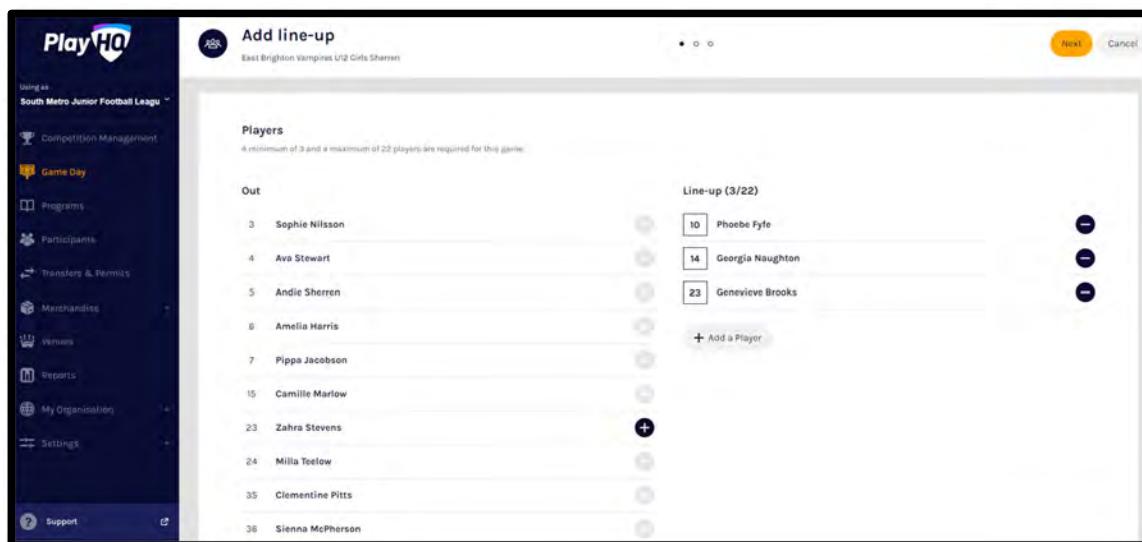 PlayHQ
Add line-up
East Brighton Vampires U12 Girls Sherren
Next
Cancel
Using as
South Metro Junior Football Leagu
Competition Management
Game Day
Programs
Participants
Transfers & Permits
Merchandise
Venues
Reports
My Organisation
Settings
Support
Players
A minimum of 3 and a maximum of 22 players are required for this game.
Out
3 Sophie Nilsson
4 Ava Stewart
5 Andie Sherren
6 Amelia Harris
7 Pippa Jacobson
15 Camille Marlow
23 Zahra Stevens
24 Milla Teelow
35 Clementine Pitts
36 Sienna McPherson
Line-up (3/22)
10 Phoebe Fyfe
14 Georgia Naughton
23 Genevieve Brooks
+ Add a Player